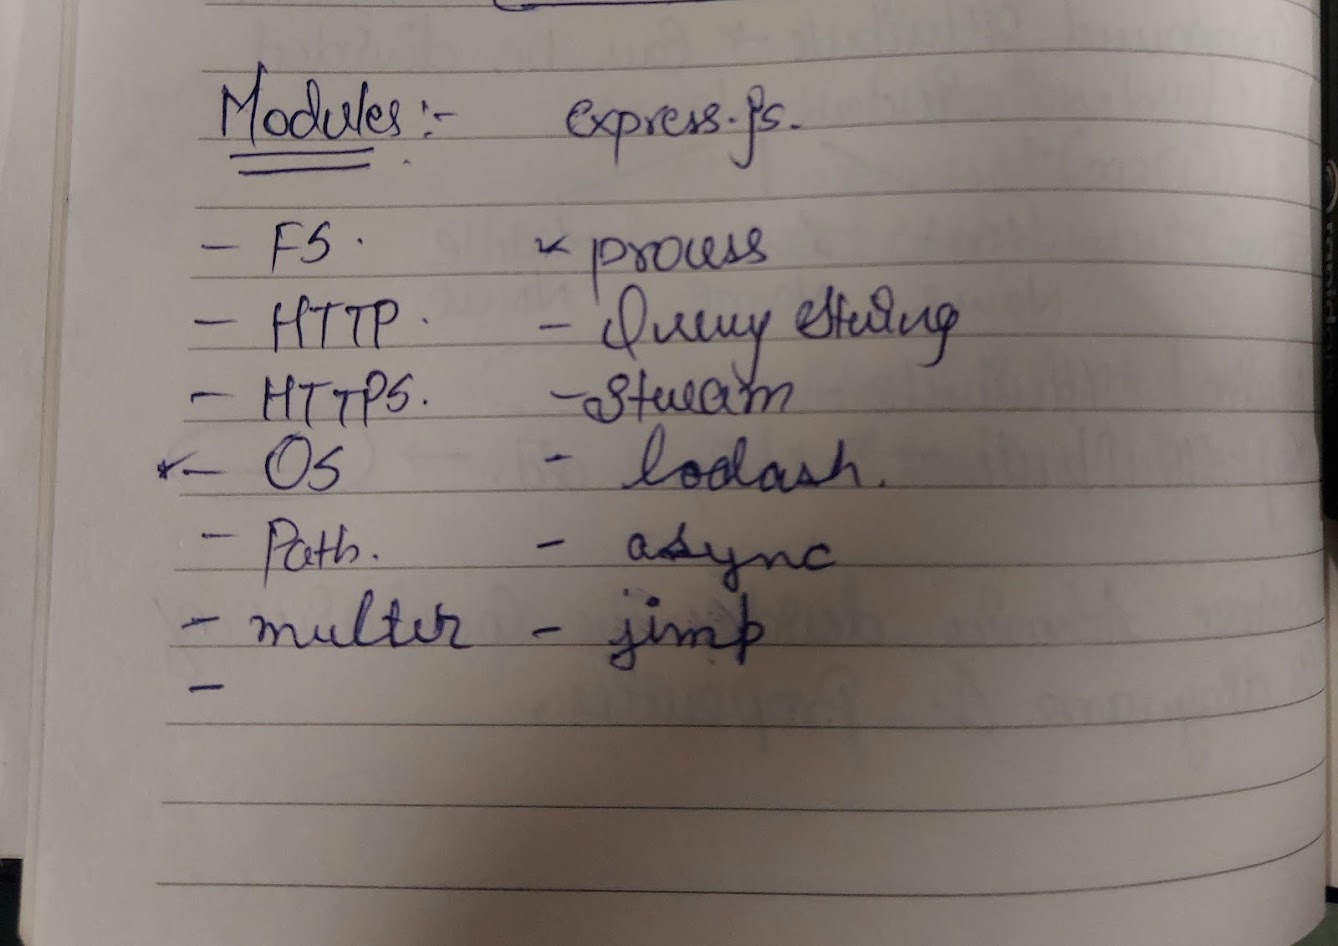 Modules :- express.js.
- FS. × process
- HTTP. - Query String
- HTTPS. - Stream
*- OS - lodash.
- Path. - async
- multer - jimp
-